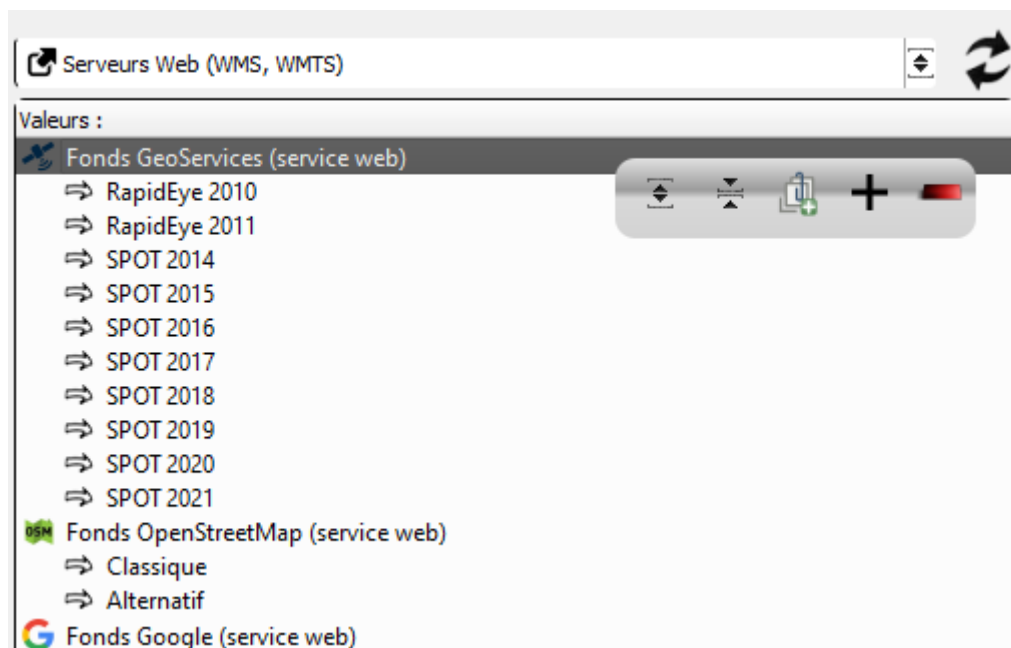 Serveurs Web (WMS, WMTS)
Valeurs :
Fonds GeoServices (service web)
RapidEye 2010
RapidEye 2011
SPOT 2014
SPOT 2015
SPOT 2016
SPOT 2017
SPOT 2018
SPOT 2019
SPOT 2020
SPOT 2021
OSM Fonds OpenStreetMap (service web)
Classique
Alternatif
Fonds Google (service web)